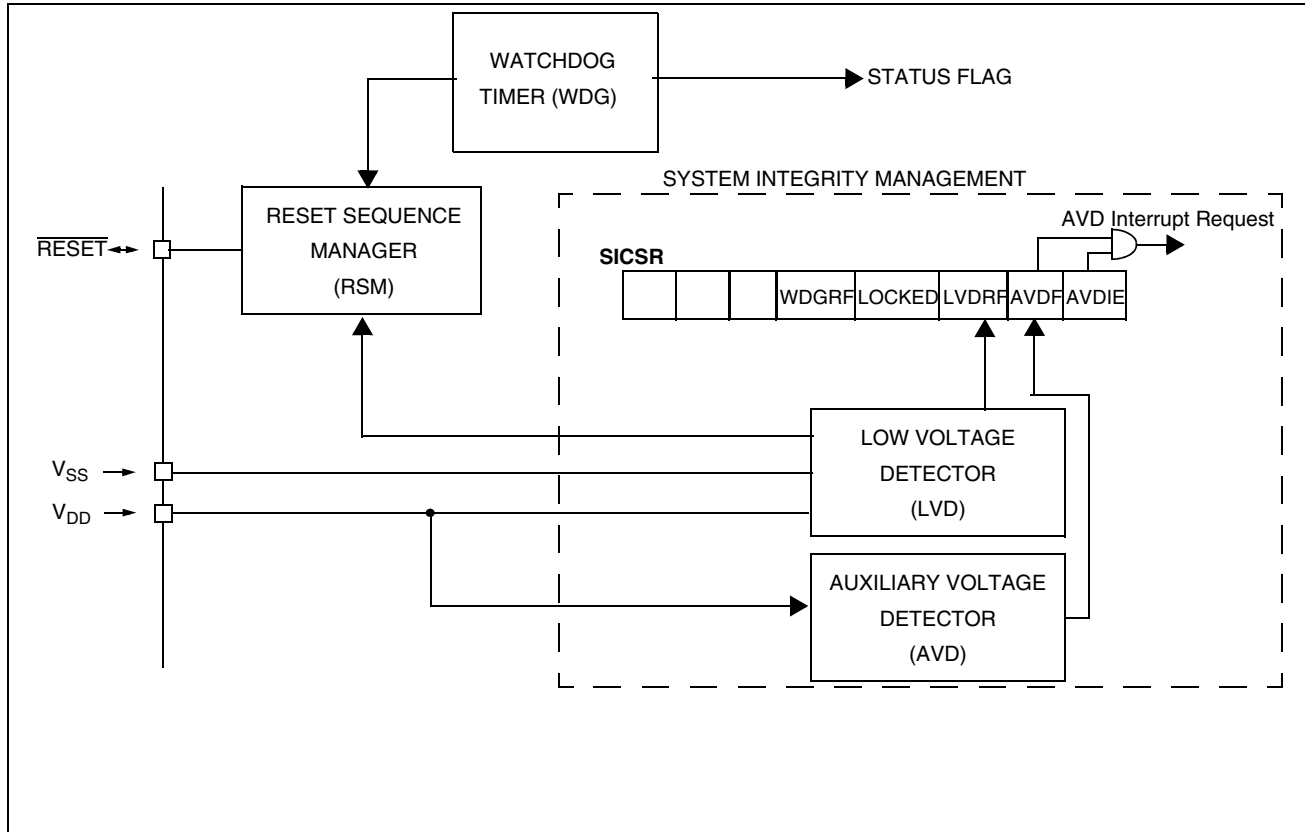 WATCHDOG
TIMER (WDG)
STATUS FLAG
SYSTEM INTEGRITY MANAGEMENT
RESET SEQUENCE
MANAGER
(RSM)
RESET
AVD Interrupt Request
SICSR
WDGRF LOCKED LVDRF AVDF AVDIE
LOW VOLTAGE
DETECTOR
(LVD)
VSS
VDD
AUXILIARY VOLTAGE
DETECTOR
(AVD)